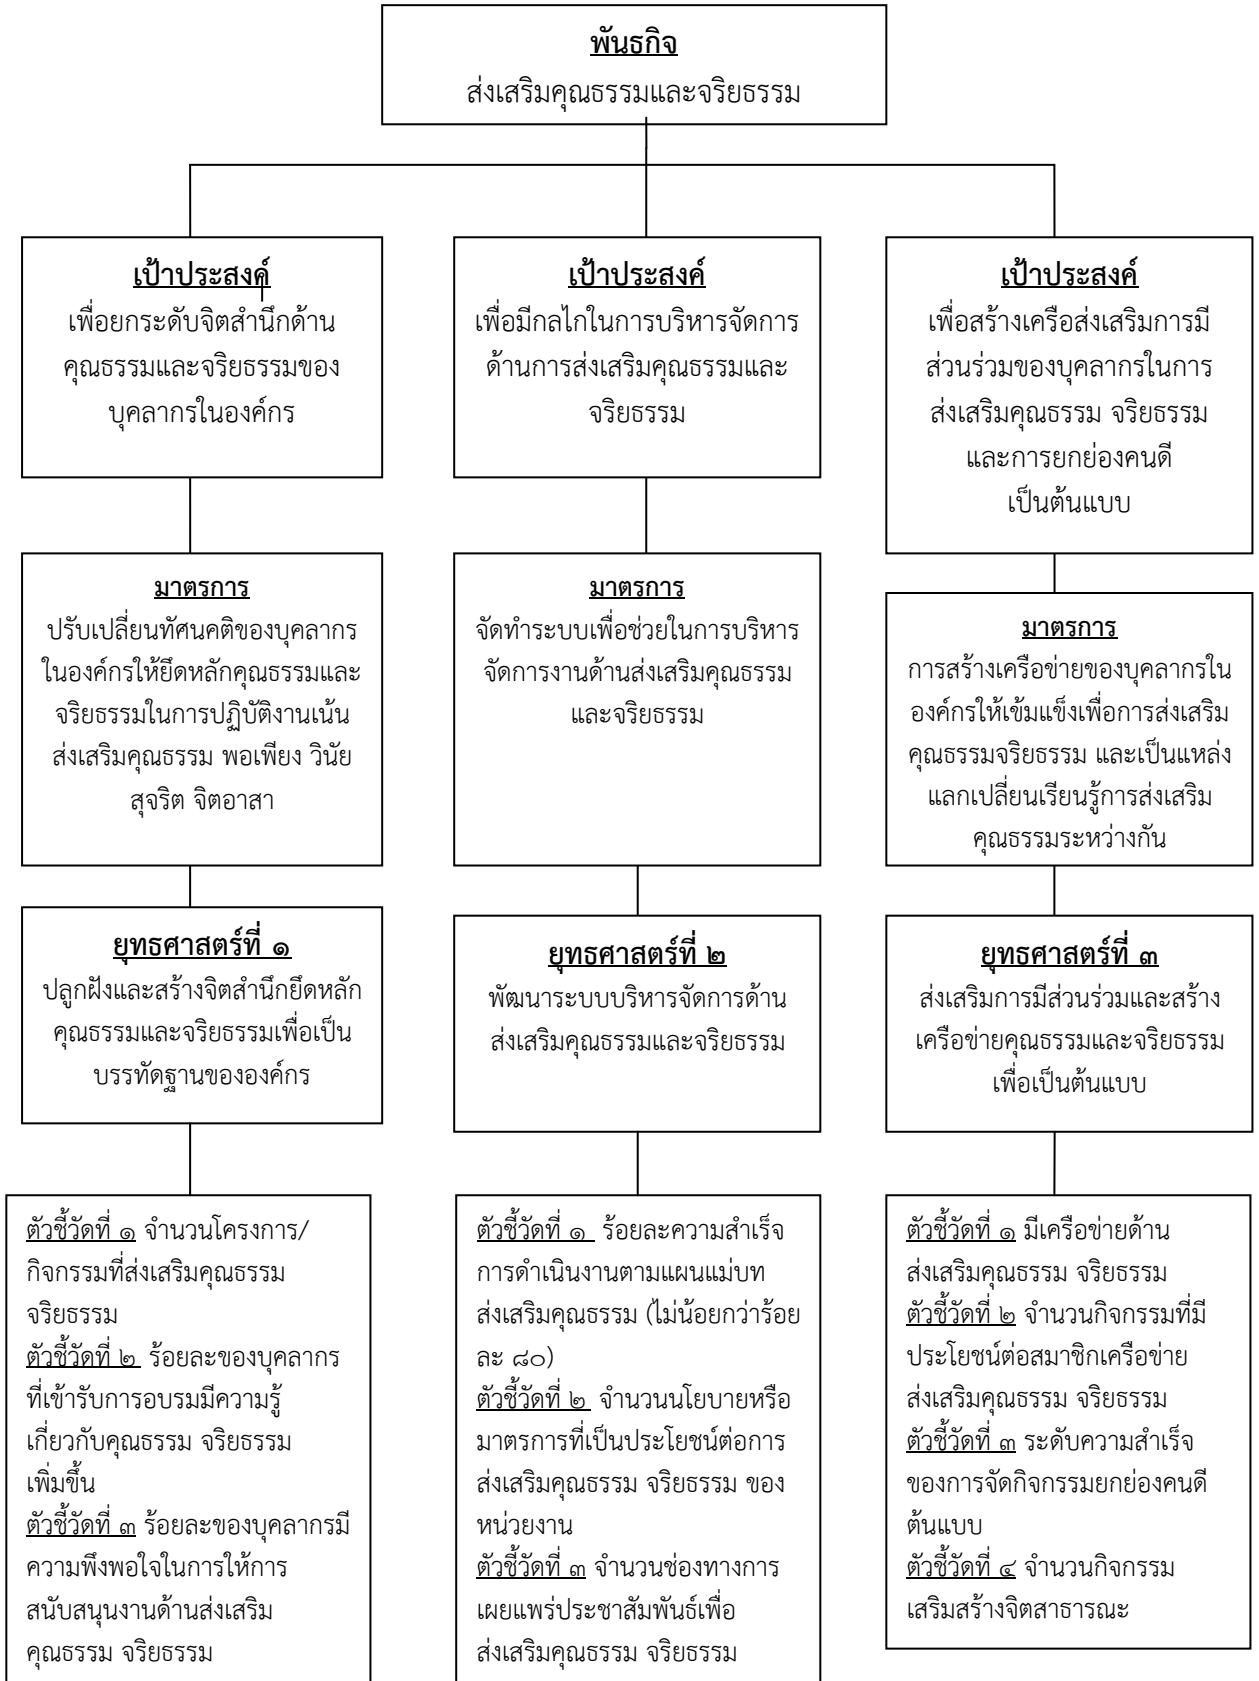 พันธกิจ
ส่งเสริมคุณธรรมและจริยธรรม
เป้าประสงค์
เพื่อยกระดับจิตสำนึกด้าน
คุณธรรมและจริยธรรมของ
บุคลากรในองค์กร
เป้าประสงค์
เพื่อมีกลไกในการบริหารจัดการ
ด้านการส่งเสริมคุณธรรมและ
จริยธรรม
เป้าประสงค์
เพื่อสร้างเครือส่งเสริมการมี
ส่วนร่วมของบุคลากรในการ
ส่งเสริมคุณธรรม จริยธรรม
และการยกย่องคนดี
เป็นต้นแบบ
มาตรการ
ปรับเปลี่ยนทัศนคติของบุคลากร
ในองค์กรให้ยึดหลักคุณธรรมและ
จริยธรรมในการปฏิบัติงานเน้น
ส่งเสริมคุณธรรม พอเพียง วินัย
สุจริต จิตอาสา
มาตรการ
จัดทำระบบเพื่อช่วยในการบริหาร
จัดการงานด้านส่งเสริมคุณธรรม
และจริยธรรม
มาตรการ
การสร้างเครือข่ายของบุคลากรใน
องค์กรให้เข้มแข็งเพื่อการส่งเสริม
คุณธรรมจริยธรรม และเป็นแหล่ง
แลกเปลี่ยนเรียนรู้การส่งเสริม
คุณธรรมระหว่างกัน
ยุทธศาสตร์ที่ ๑
ปลูกฝังและสร้างจิตสำนึกยึดหลัก
คุณธรรมและจริยธรรมเพื่อเป็น
บรรทัดฐานขององค์กร
ยุทธศาสตร์ที่ ๒
พัฒนาระบบบริหารจัดการด้าน
ส่งเสริมคุณธรรมและจริยธรรม
ยุทธศาสตร์ที่ ๓
ส่งเสริมการมีส่วนร่วมและสร้าง
เครือข่ายคุณธรรมและจริยธรรม
เพื่อเป็นต้นแบบ
ตัวชี้วัดที่ ๑ จำนวนโครงการ/
กิจกรรมที่ส่งเสริมคุณธรรม
จริยธรรม
ตัวชี้วัดที่ ๒ ร้อยละของบุคลากร
ที่เข้ารับการอบรมมีความรู้
เกี่ยวกับคุณธรรม จริยธรรม
เพิ่มขึ้น
ตัวชี้วัดที่ ๓ ร้อยละของบุคลากรมี
ความพึงพอใจในการให้การ
สนับสนุนงานด้านส่งเสริม
คุณธรรม จริยธรรม
ตัวชี้วัดที่ ๑ ร้อยละความสำเร็จ
การดำเนินงานตามแผนแม่บท
ส่งเสริมคุณธรรม (ไม่น้อยกว่าร้อย
ละ ๘๐)
ตัวชี้วัดที่ ๒ จำนวนนโยบายหรือ
มาตรการที่เป็นประโยชน์ต่อการ
ส่งเสริมคุณธรรม จริยธรรม ของ
หน่วยงาน
ตัวชี้วัดที่ ๓ จำนวนช่องทางการ
เผยแพร่ประชาสัมพันธ์เพื่อ
ส่งเสริมคุณธรรม จริยธรรม
ตัวชี้วัดที่ ๑ มีเครือข่ายด้าน
ส่งเสริมคุณธรรม จริยธรรม
ตัวชี้วัดที่ ๒ จำนวนกิจกรรมที่มี
ประโยชน์ต่อสมาชิกเครือข่าย
ส่งเสริมคุณธรรม จริยธรรม
ตัวชี้วัดที่ ๓ ระดับความสำเร็จ
ของการจัดกิจกรรมยกย่องคนดี
ต้นแบบ
ตัวชี้วัดที่ ๔ จำนวนกิจกรรม
เสริมสร้างจิตสาธารณะ